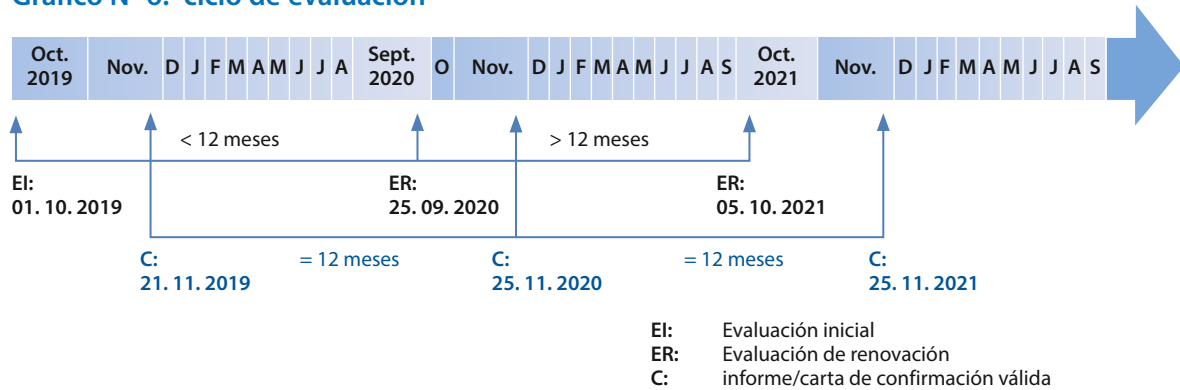 Gráfico Nº 6: ciclo de evaluación
Oct. 2019 Nov. D J F M A M J J A Sept. 2020 O Nov. D J F M A M J J A S Oct. 2021 Nov. D J F M A M J J A S
< 12 meses > 12 meses
EI: ER: ER:
01. 10. 2019 25. 09. 2020 05. 10. 2021
C: = 12 meses C: = 12 meses C:
21. 11. 2019 25. 11. 2020 25. 11. 2021
EI: Evaluación inicial
ER: Evaluación de renovación
C: informe/carta de confirmación válida